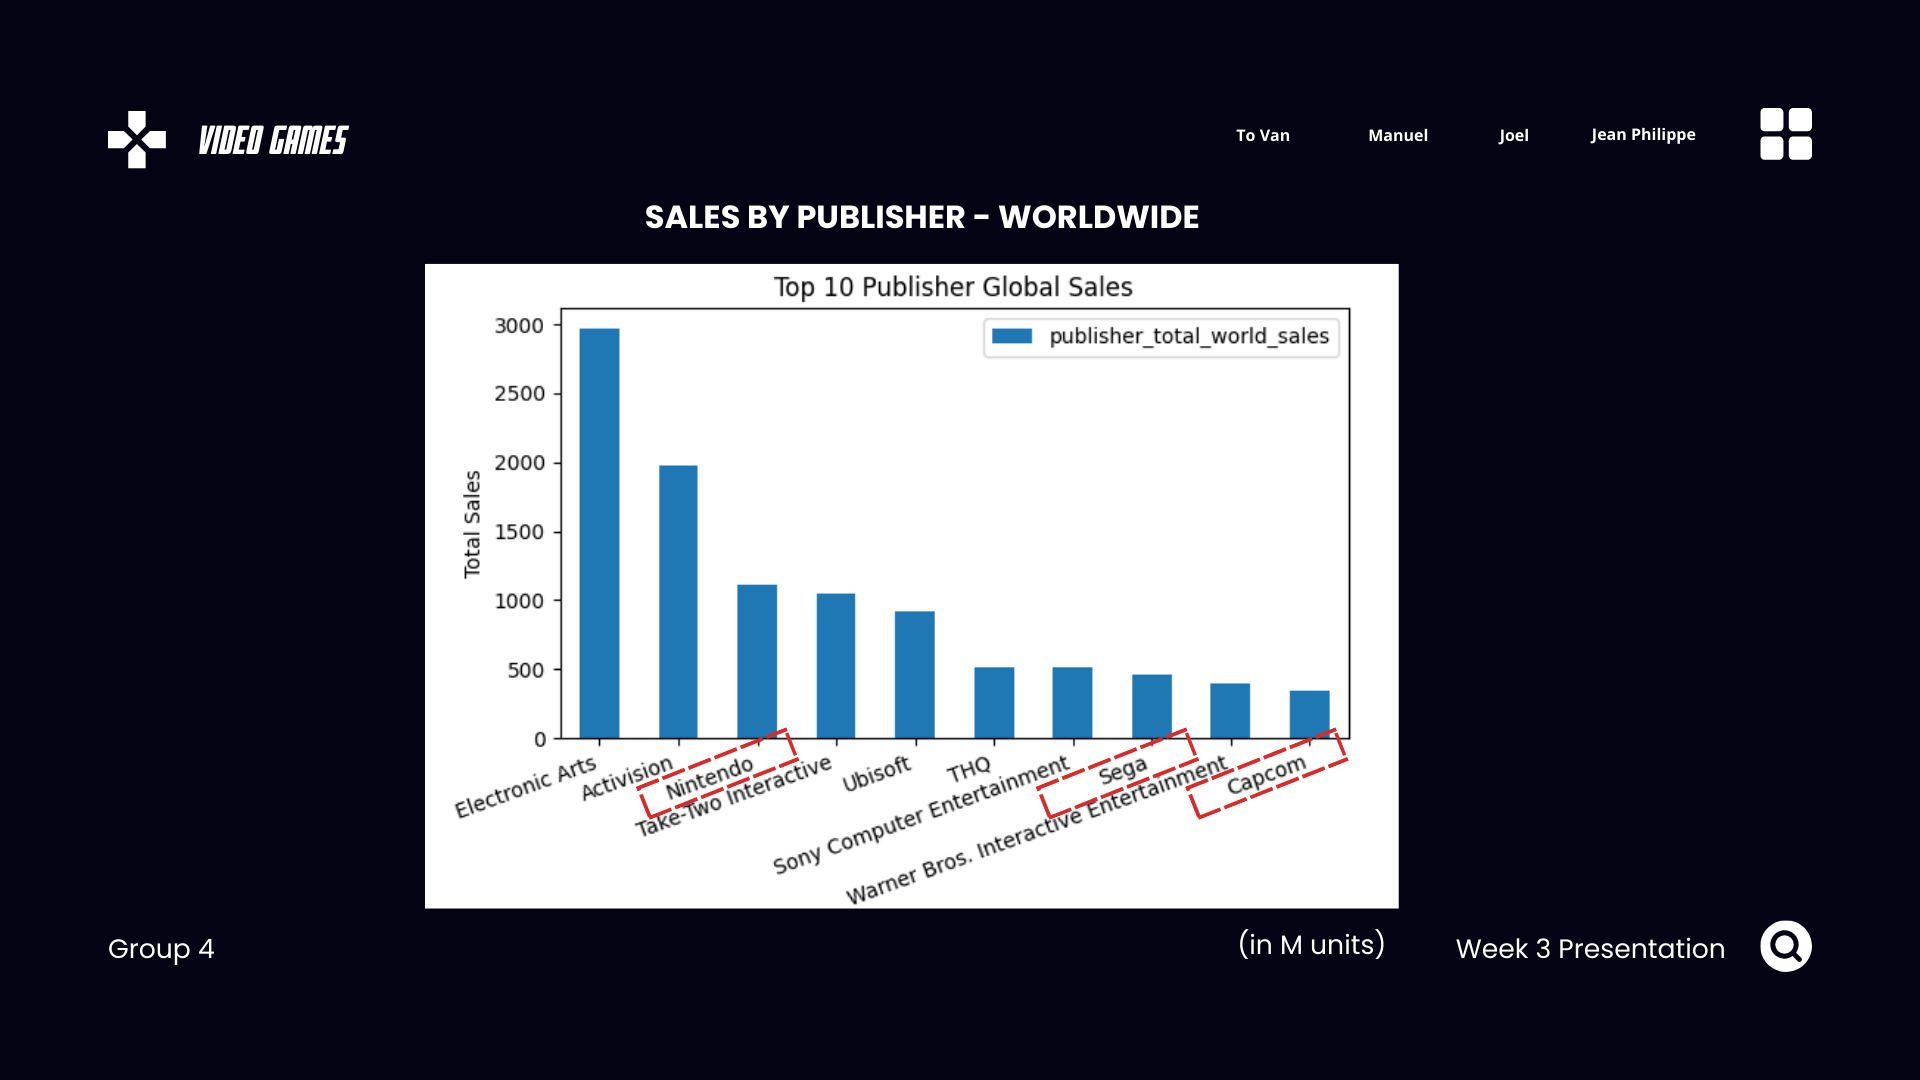 VIDEO GAMES
To Van
Manuel
Joel
Jean Philippe
SALES BY PUBLISHER - WORLDWIDE
Top 10 Publisher Global Sales
publisher_total_world_sales
Total Sales
3000
2500
2000
1500
1000
500
0
Electronic Arts
Activision
Nintendo
Take-Two Interactive
Ubisoft
THQ
Sony Computer Entertainment
Sega
Warner Bros. Interactive Entertainment
Capcom
Group 4
(in M units)
Week 3 Presentation